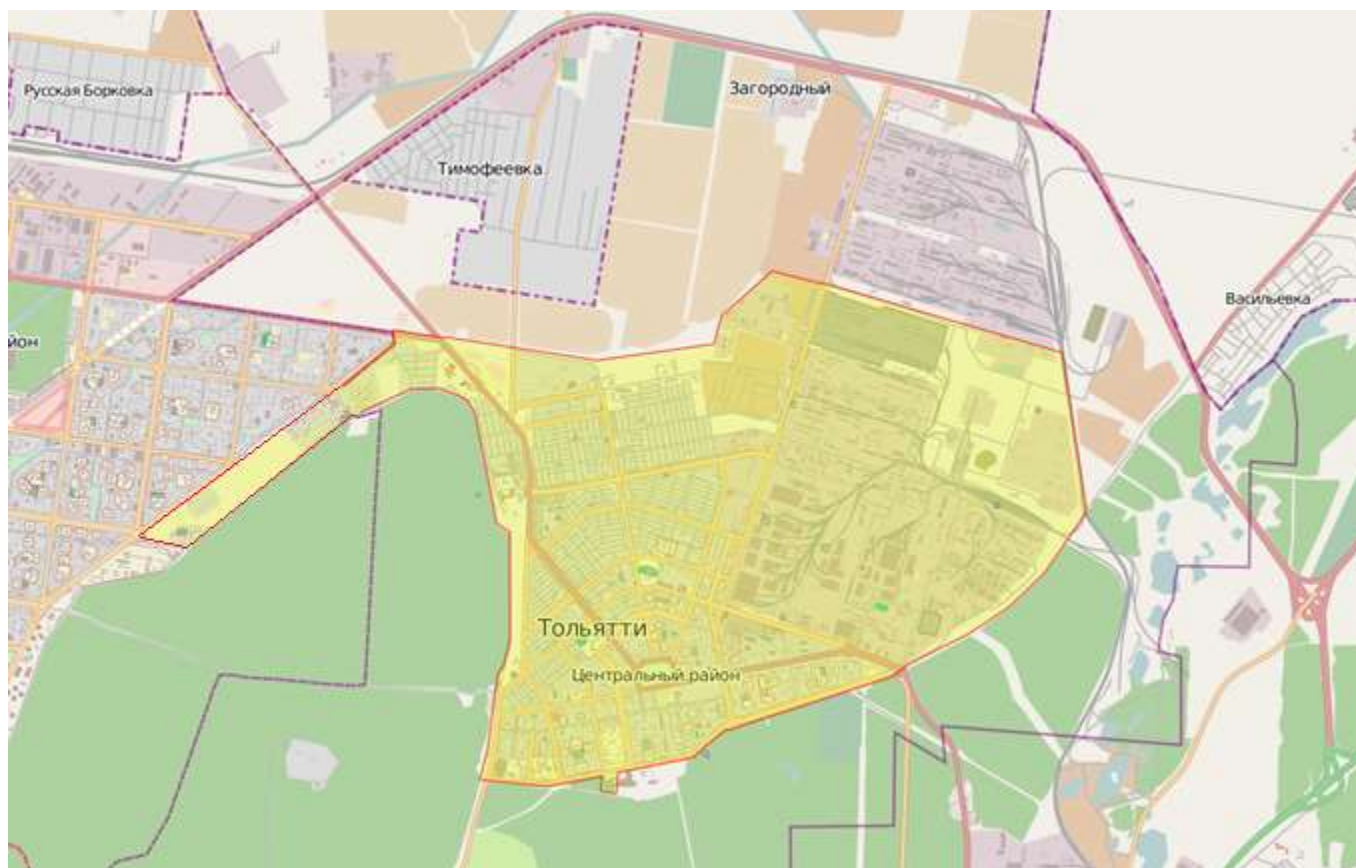 Загородный
Русская Борковка
Тимофеевка
Васильевка
йон
Тольятти
Центральный район